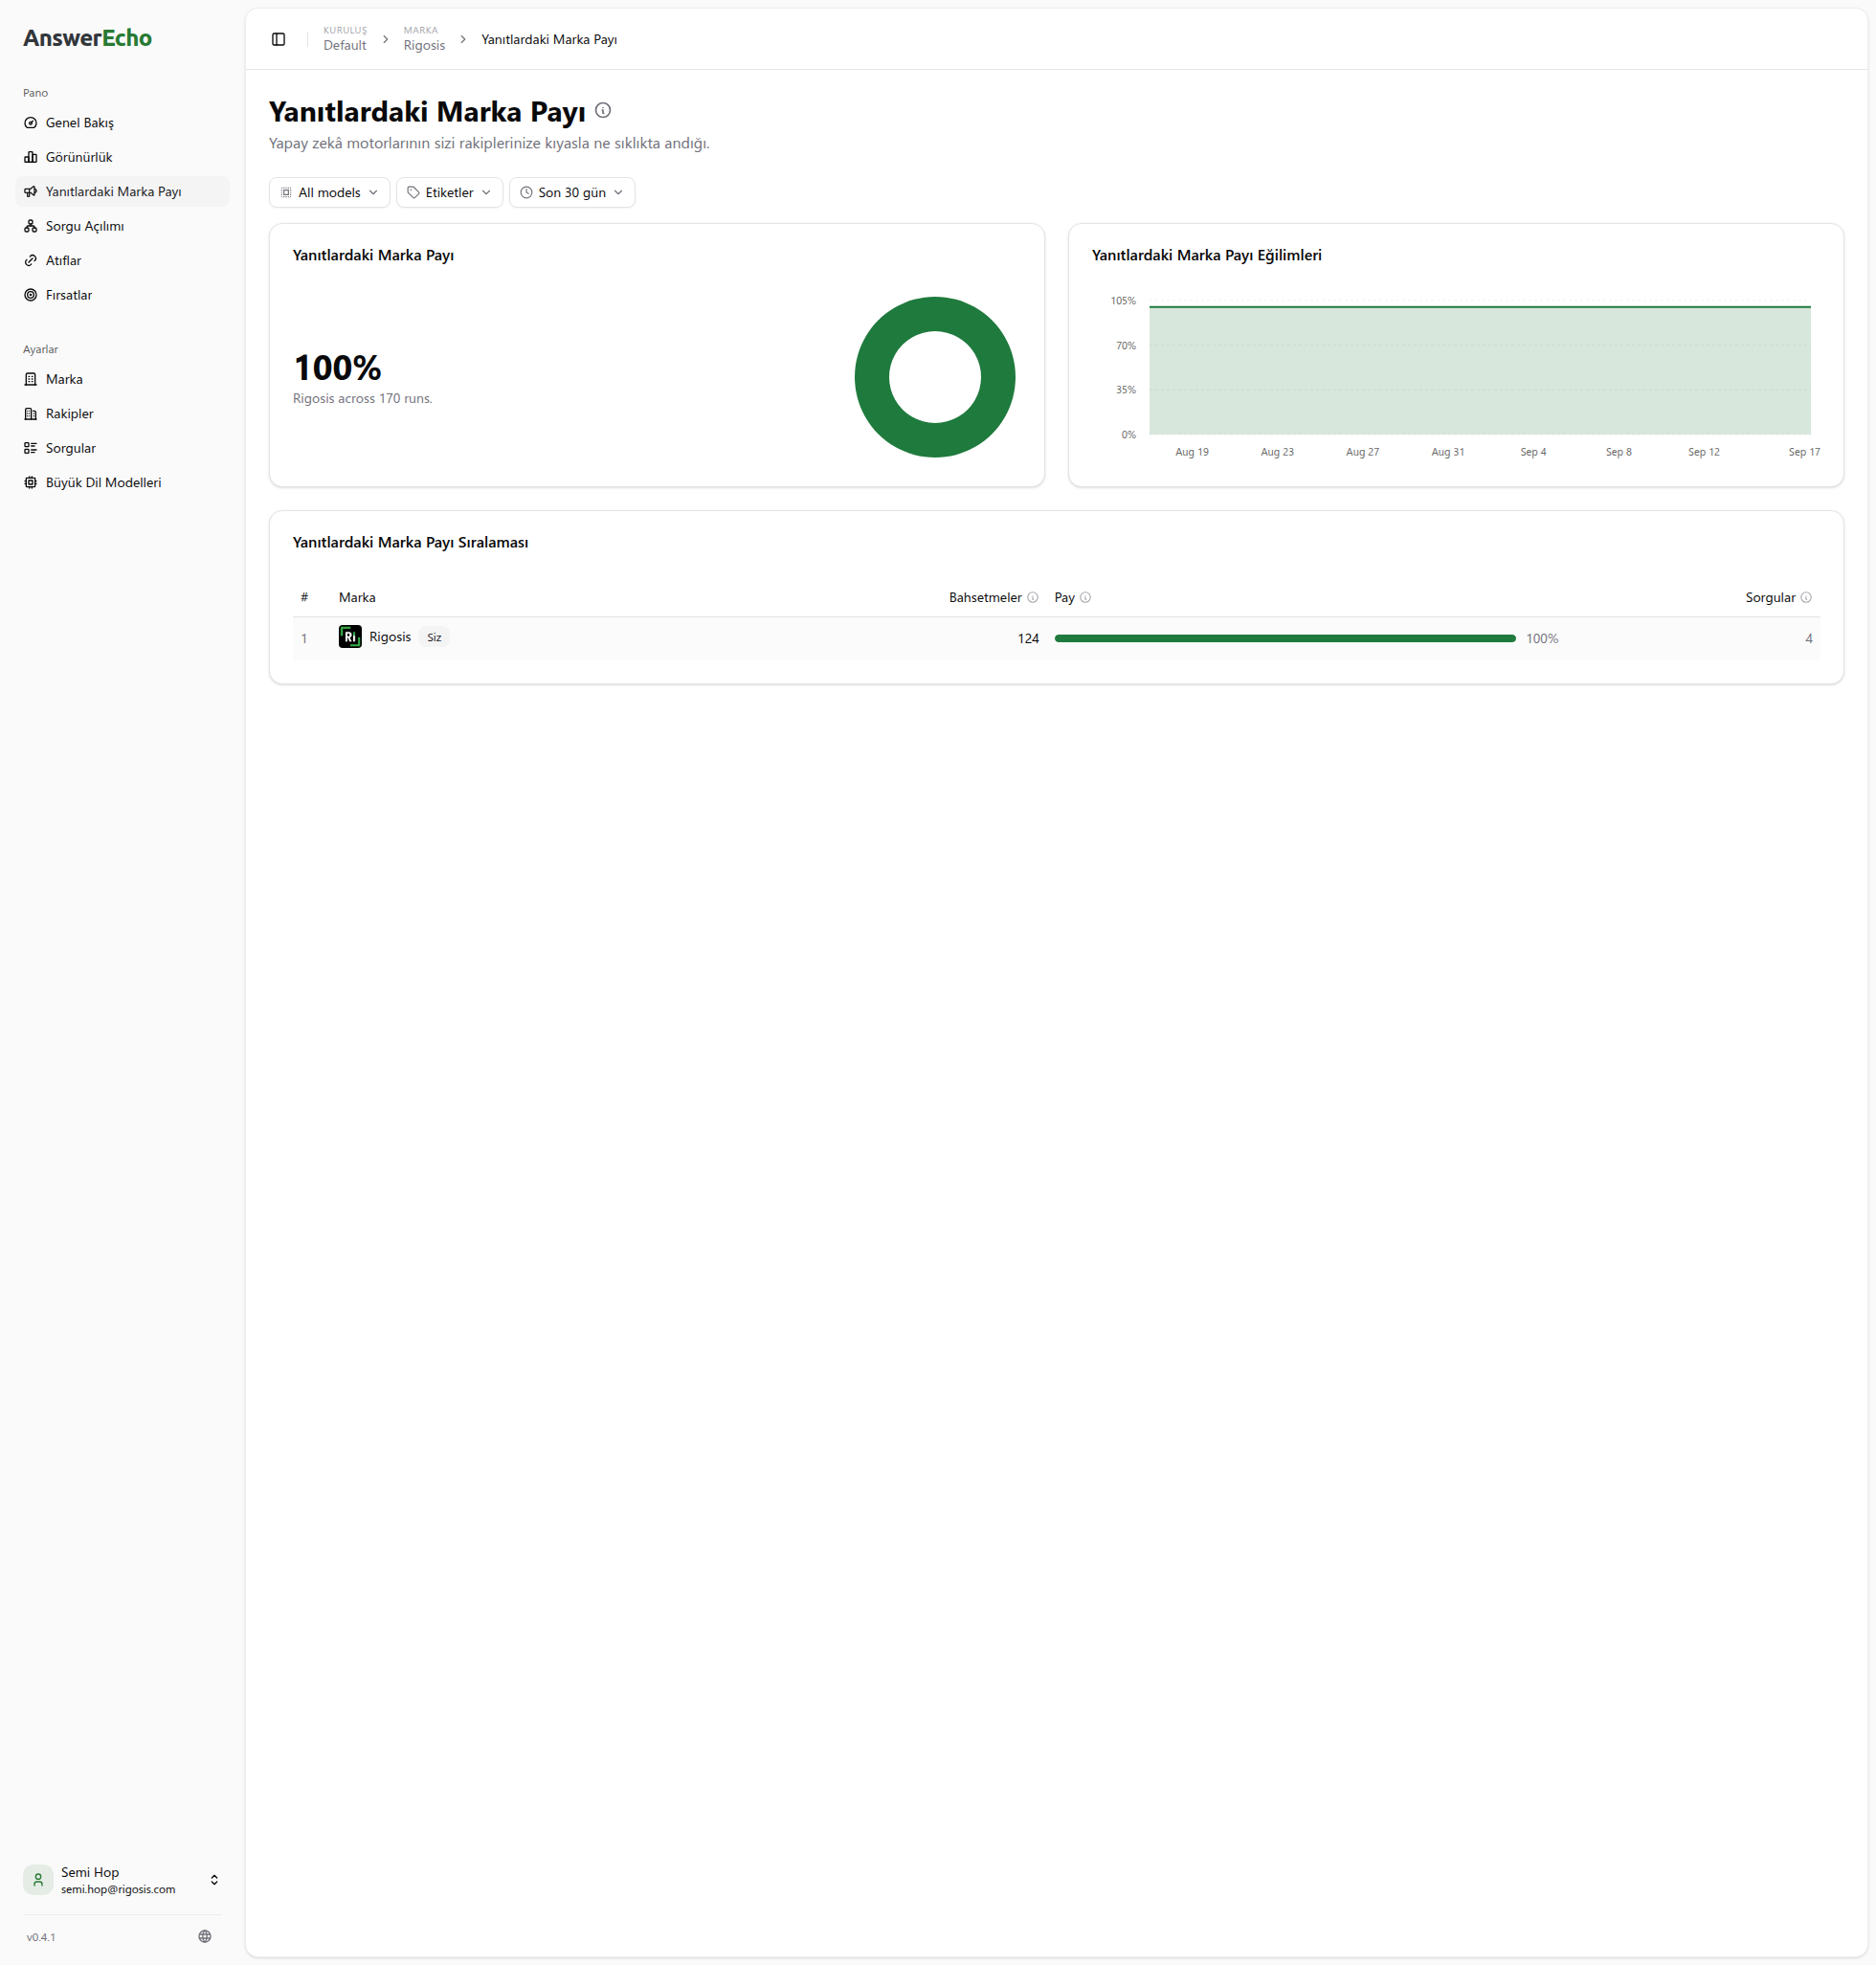 AnswerEcho
Pano
Genel Bakış
Görünürlük
Yanıtlardaki Marka Payı
Sorgu Açılımı
Atıflar
Fırsatlar
Ayarlar
Marka
Rakipler
Sorgular
Büyük Dil Modelleri
Semi Hop
semi.hop@rigosis.com
v0.4.1
KURULUŞ
Default
MARKA
Rigosis
Yanıtlardaki Marka Payı
Yanıtlardaki Marka Payı
Yapay zekâ motorlarının sizi rakiplerinize kıyasla ne sıklıkta andığı.
All models
Etiketler
Son 30 gün
Yanıtlardaki Marka Payı
100%
Rigosis across 170 runs.
Yanıtlardaki Marka Payı Eğilimleri
105%
70%
35%
0%
Aug 19 Aug 23 Aug 27 Aug 31 Sep 4 Sep 8 Sep 12 Sep 17
Yanıtlardaki Marka Payı Sıralaması
# Marka Bahsetmeler Pay Sorgular
1 Ri Rigosis Siz 124 100% 4